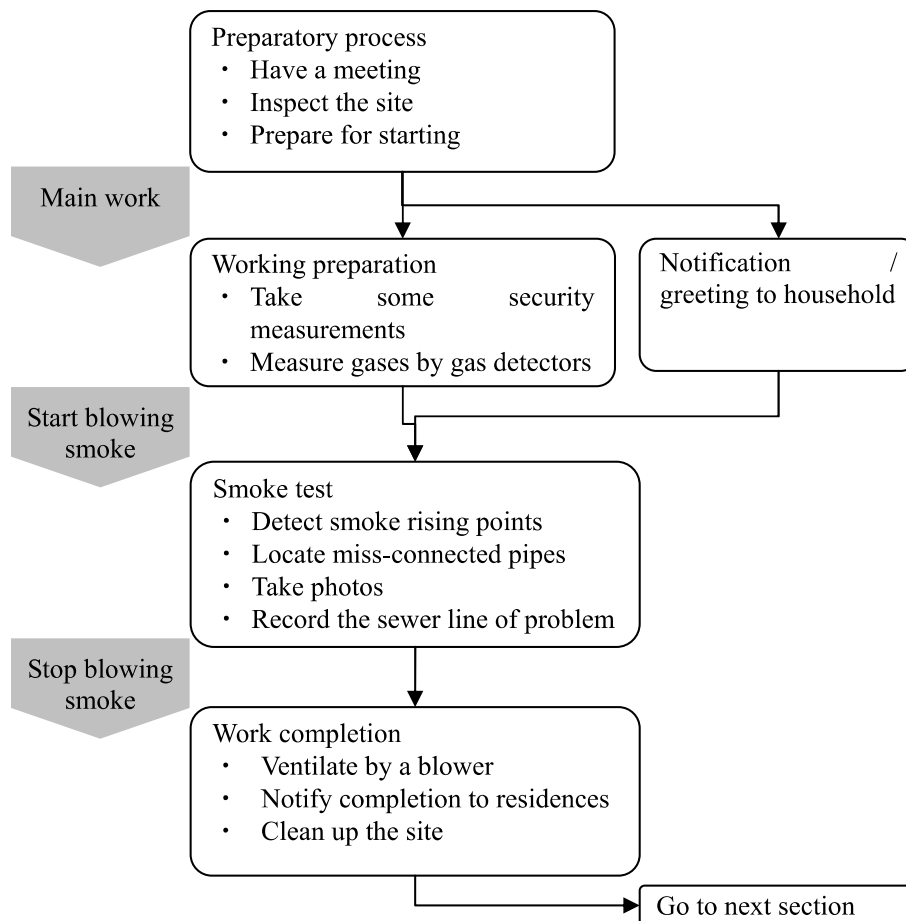 Preparatory process
・ Have a meeting
・ Inspect the site
・ Prepare for starting
Main work
Working preparation
・ Take some security
measurements
・ Measure gases by gas detectors
Notification /
greeting to household
Start blowing
smoke
Smoke test
・ Detect smoke rising points
・ Locate miss-connected pipes
・ Take photos
・ Record the sewer line of problem
Stop blowing
smoke
Work completion
・ Ventilate by a blower
・ Notify completion to residences
・ Clean up the site
Go to next section